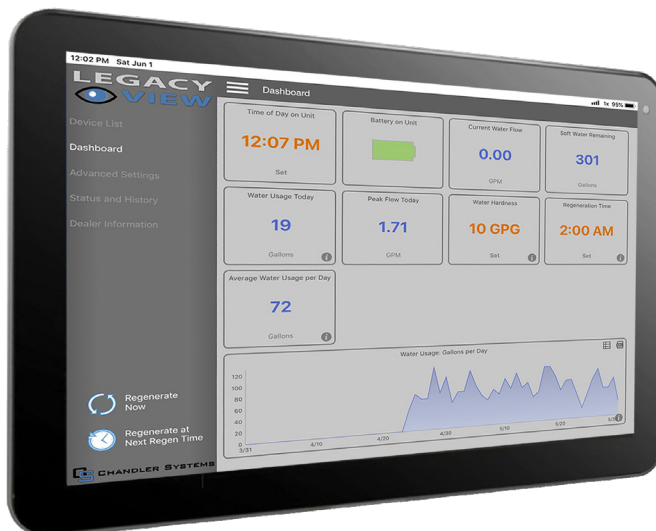 12:02 PM Sat Jun 1
1x 95%
LEGACY
VIEW
Dashboard
Device List
Dashboard
Advanced Settings
Status and History
Dealer Information
Regenerate
Now
Regenerate at
Next Regen Time
CS CHANDLER SYSTEMS
Time of Day on Unit
12:07 PM
Set
Battery on Unit
Current Water Flow
0.00
GPM
Soft Water Remaining
301
Gallons
Water Usage Today
19
Gallons
i
Peak Flow Today
1.71
GPM
Water Hardness
10 GPG
Set
i
Regeneration Time
2:00 AM
Set
i
Average Water Usage per Day
72
Gallons
i
Water Usage: Gallons per Day
120
100
80
60
40
20
0
3/31
4/10
4/20
4/30
5/10
5/20
i